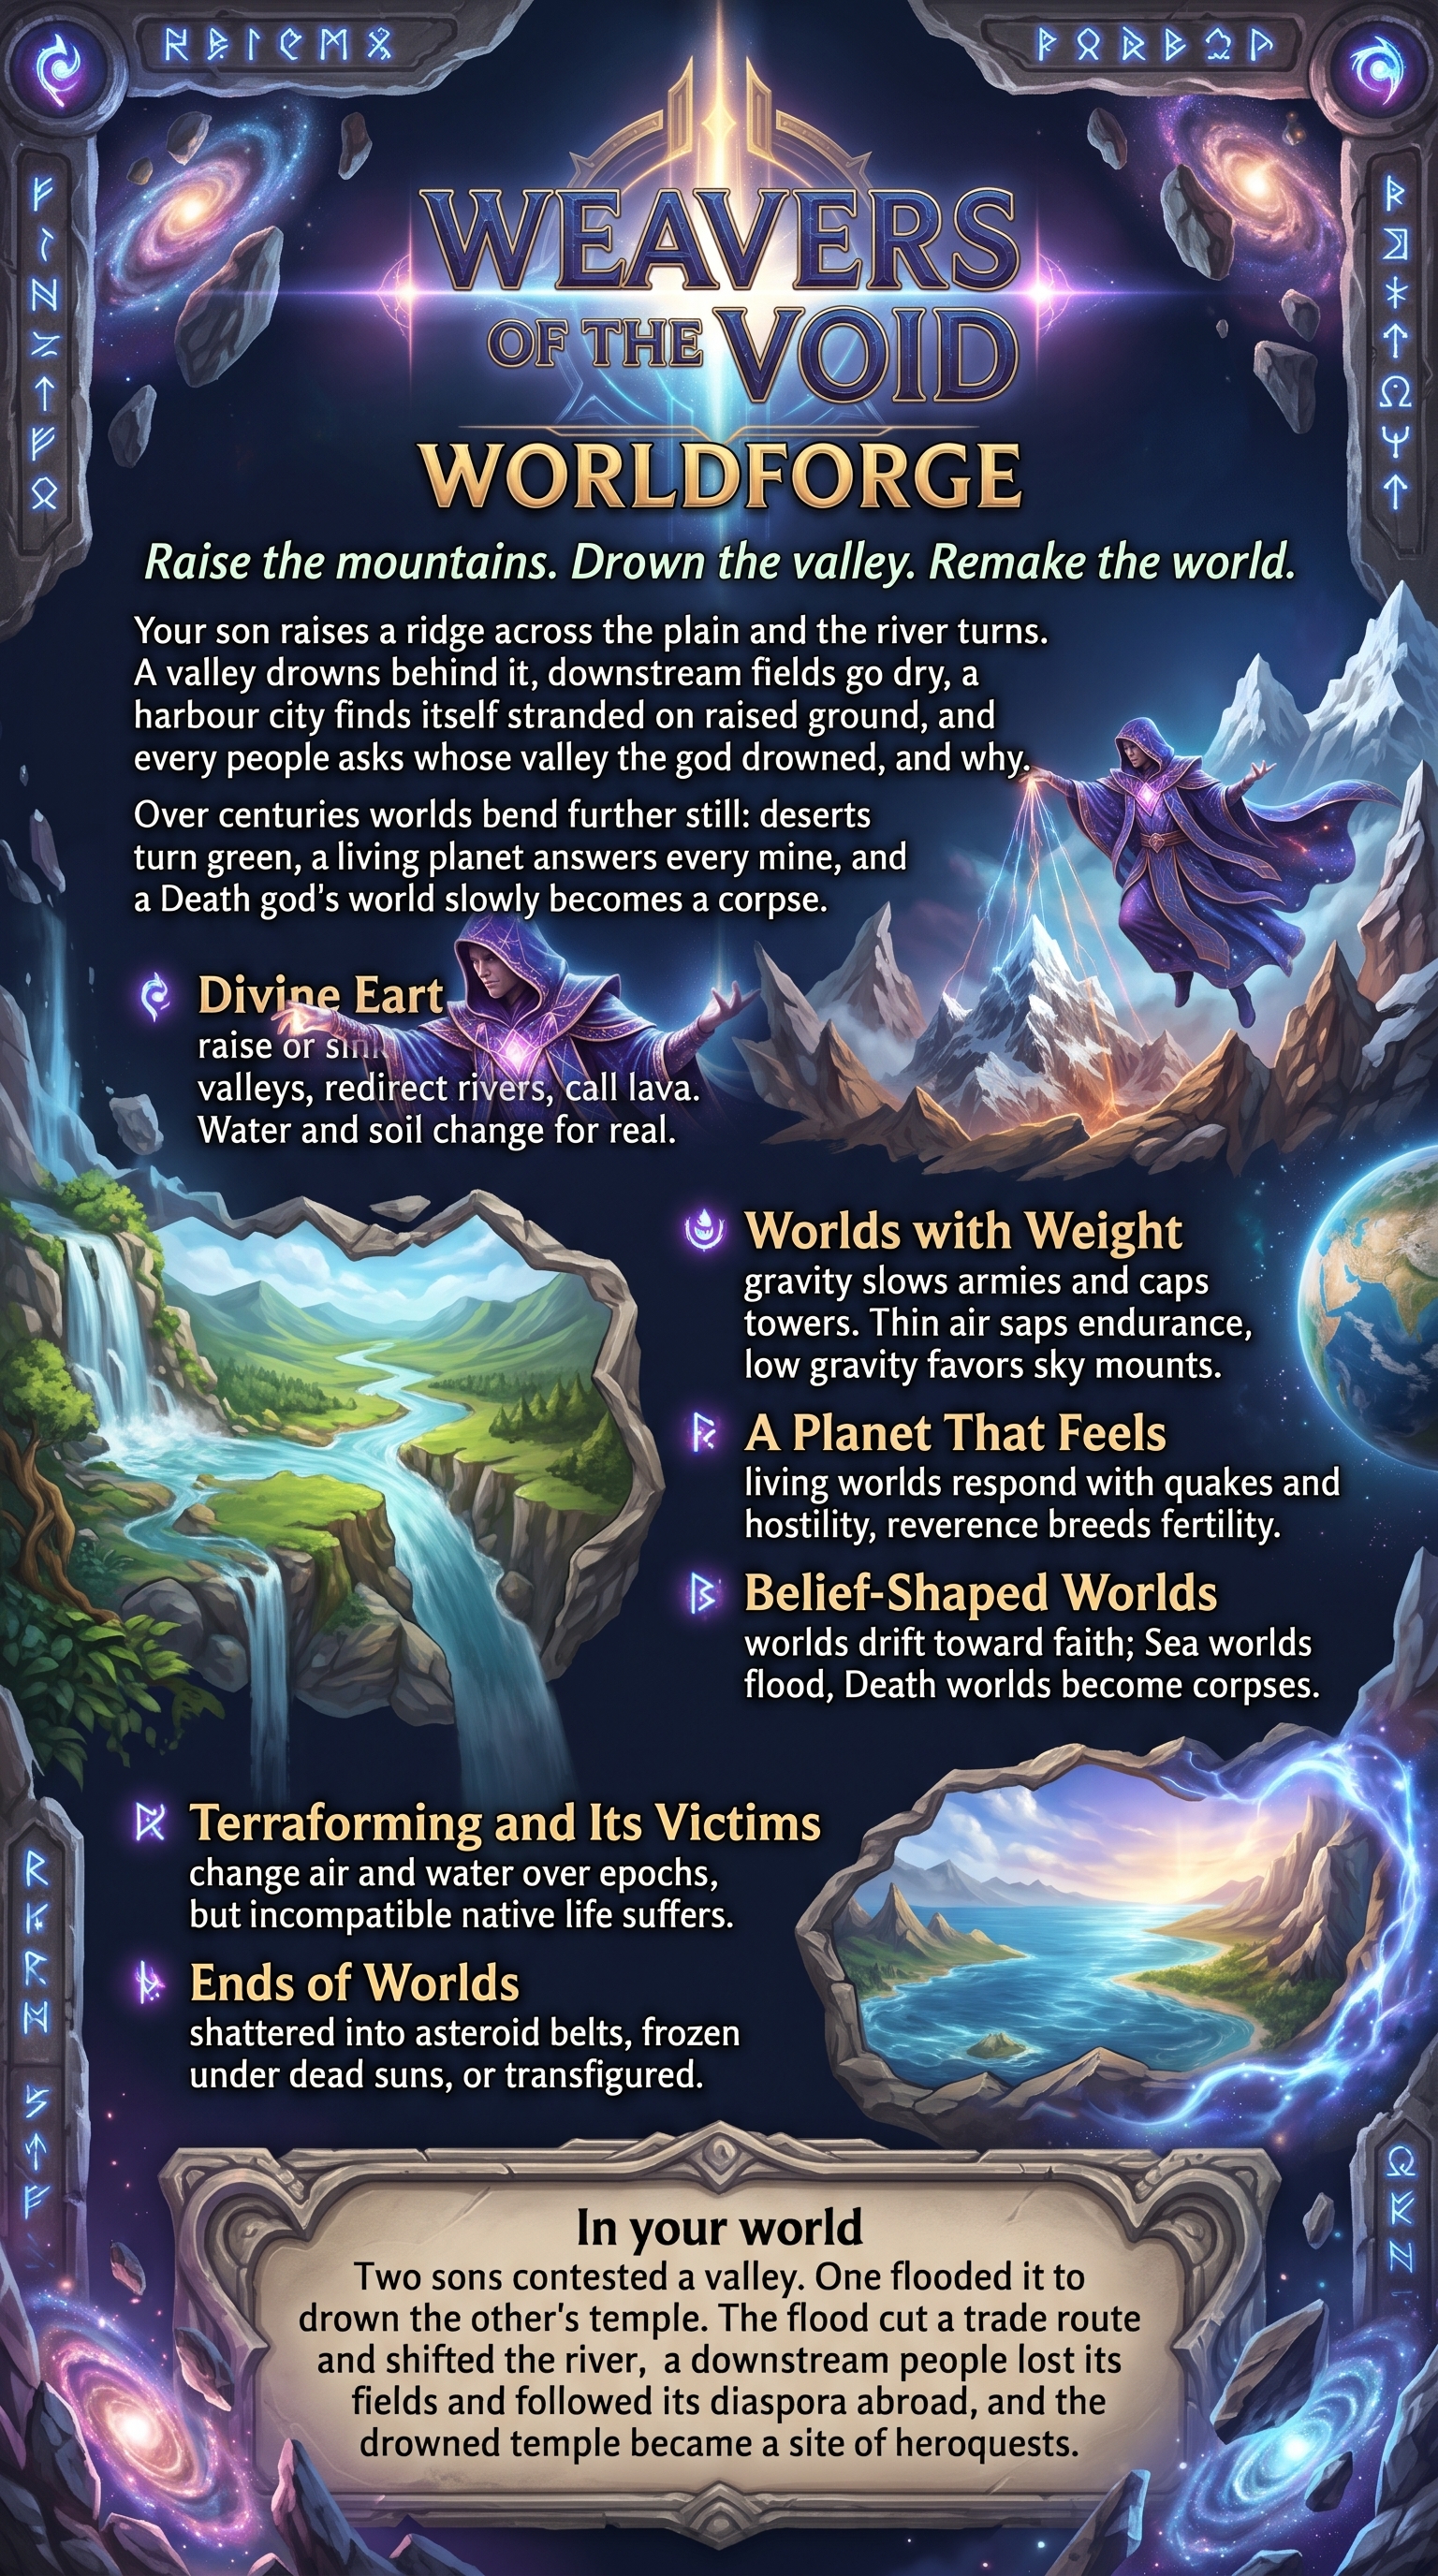 WEAVERS
OF THE VOID
WORLDFORGE
Raise the mountains. Drown the valley. Remake the world.
Your son raises a ridge across the plain and the river turns.
A valley drowns behind it, downstream fields go dry, a
harbour city finds itself stranded on raised ground, and
every people asks whose valley the god drowned, and why.
Over centuries worlds bend further still: deserts
turn green, a living planet answers every mine, and
a Death god's world slowly becomes a corpse.
Divine Eart
raise or sink
valleys, redirect rivers, call lava.
Water and soil change for real.
Worlds with Weight
gravity slows armies and caps
towers. Thin air saps endurance,
low gravity favors sky mounts.
A Planet That Feels
living worlds respond with quakes and
hostility, reverence breeds fertility.
Belief-Shaped Worlds
worlds drift toward faith; Sea worlds
flood, Death worlds become corpses.
Terraforming and Its Victims
change air and water over epochs,
but incompatible native life suffers.
Ends of Worlds
shattered into asteroid belts, frozen
under dead suns, or transfigured.
In your world
Two sons contested a valley. One flooded it to
drown the other's temple. The flood cut a trade route
and shifted the river, a downstream people lost its
fields and followed its diaspora abroad, and the
drowned temple became a site of heroquests.